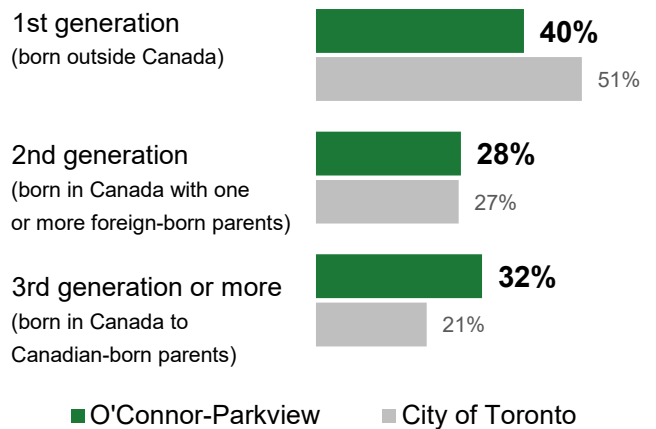 1st generation
(born outside Canada)
40%
51%
2nd generation
(born in Canada with one
or more foreign-born parents)
28%
27%
3rd generation or more
(born in Canada to
Canadian-born parents)
32%
21%
O'Connor-Parkview
City of Toronto